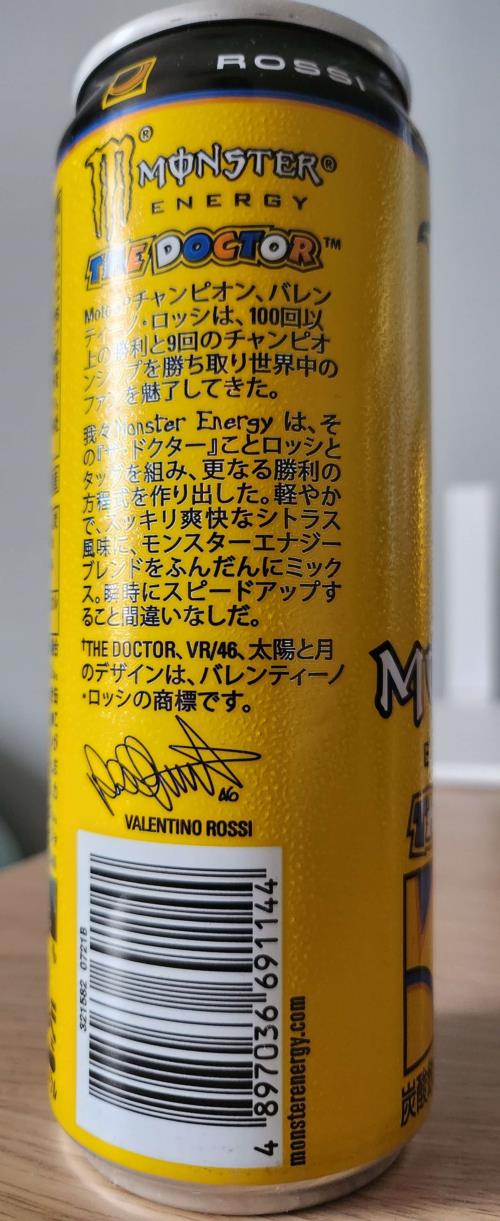 ROSSI
MONSTER®
ENERGY
THE DOCTOR™
MotoGPチャンピオン、バレン
ティーノ・ロッシは、100回以
上の勝利と9回のチャンピオ
ンシップを勝ち取り世界中の
ファンを魅了してきた。
我々Monster Energy は、そ
の『ザ・ドクター』ことロッシと
タッグを組み、更なる勝利の
方程式を作り出した。軽やか
で、スッキリ爽快なシトラス
風味に、モンスターエナジー
ブレンドをふんだんにミック
ス。瞬時にスピードアップす
ること間違いなしだ。
†THE DOCTOR、VR/46、太陽と月
のデザインは、バレンティーノ
・ロッシの商標です。
46
VALENTINO ROSSI
321582 0721B
4 897036 691144
monsterenergy.com
M
炭酸